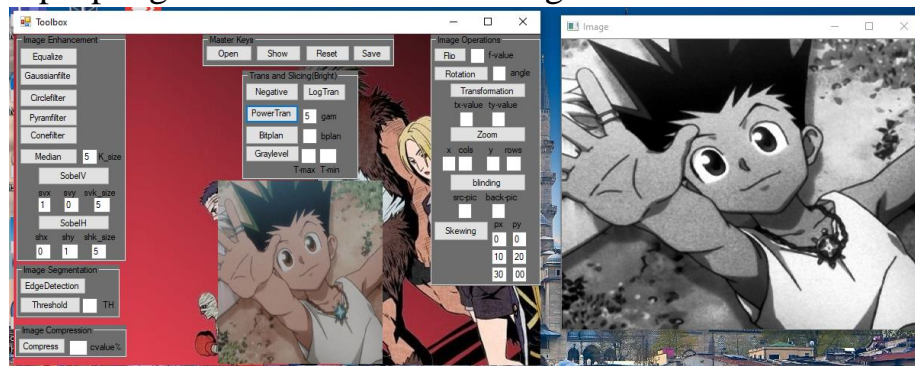 Toolbox
Image Enhancement
Equalize
Gaussianfilte
Circlefilter
Pyramfilter
Conefilter
Median 5 K_size
SobelV
svx svy svk_size
1 0 5
SobelH
shx shy shk_size
0 1 5
Image Segmentation
EdgeDetection
Threshold TH
Image Compression
Compress cvalue%
Master Keys
Open Show Reset Save
Trans and Slicing(Bright)
Negative LogTran
PowerTran 5 gam
Bitplan bplan
Graylevel
T-max T-min
Image Operations
Flip f-value
Rotation angle
Transformation
tx-value ty-value
Zoom
x cols y rows
blinding
src-pic back-pic
Skewing px py
0 0
10 20
30 00
Image